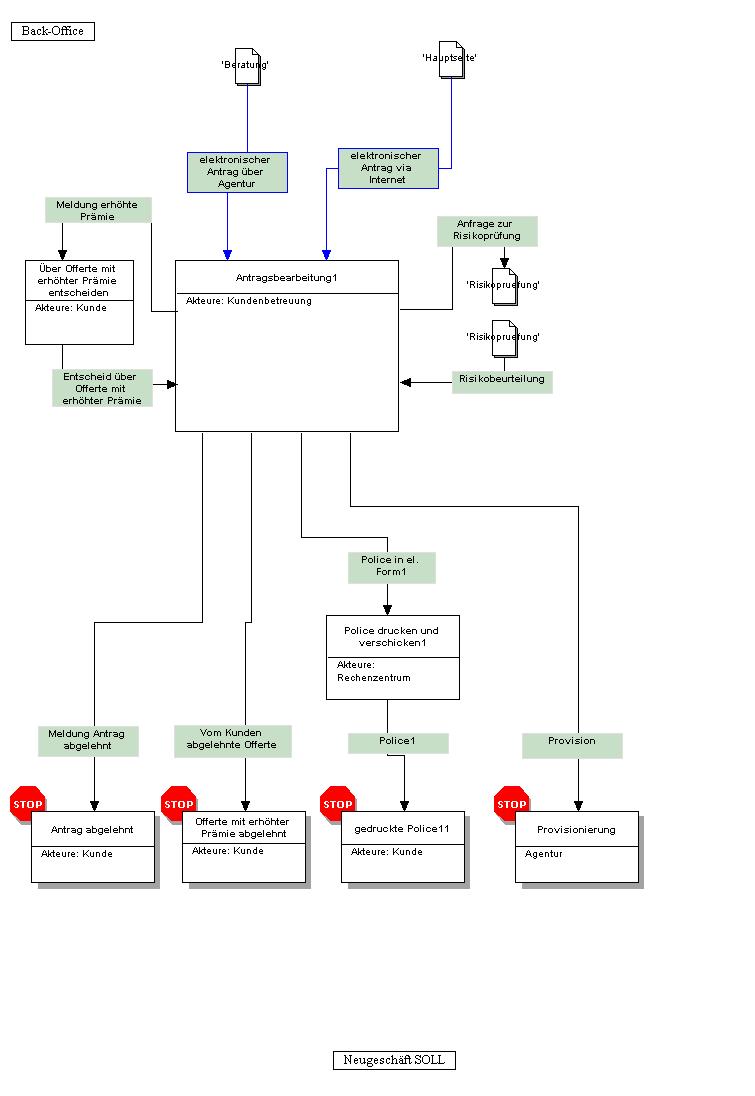 Back-Office
'Beratung'
'Hauptseite'
elektronischer
Antrag über
Agentur
elektronischer
Antrag via
Internet
Meldung erhöhte
Prämie
Anfrage zur
Risikoprüfung
Über Offerte mit
erhöhter Prämie
entscheiden
Akteure: Kunde
Antragsbearbeitung1
Akteure: Kundenbetreuung
'Risikopruefung'
'Risikopruefung'
Entscheid über
Offerte mit
erhöhter Prämie
Risikobeurteilung
Police in el.
Form1
Police drucken und
verschicken1
Akteure:
Rechenzentrum
Meldung Antrag
abgelehnt
Vom Kunden
abgelehnte Offerte
Police1
Provision
STOP
STOP
STOP
STOP
Antrag abgelehnt
Akteure: Kunde
Offerte mit erhöhter
Prämie abgelehnt
Akteure: Kunde
gedruckte Police11
Akteure: Kunde
Provisionierung
Agentur
Neugeschäft SOLL